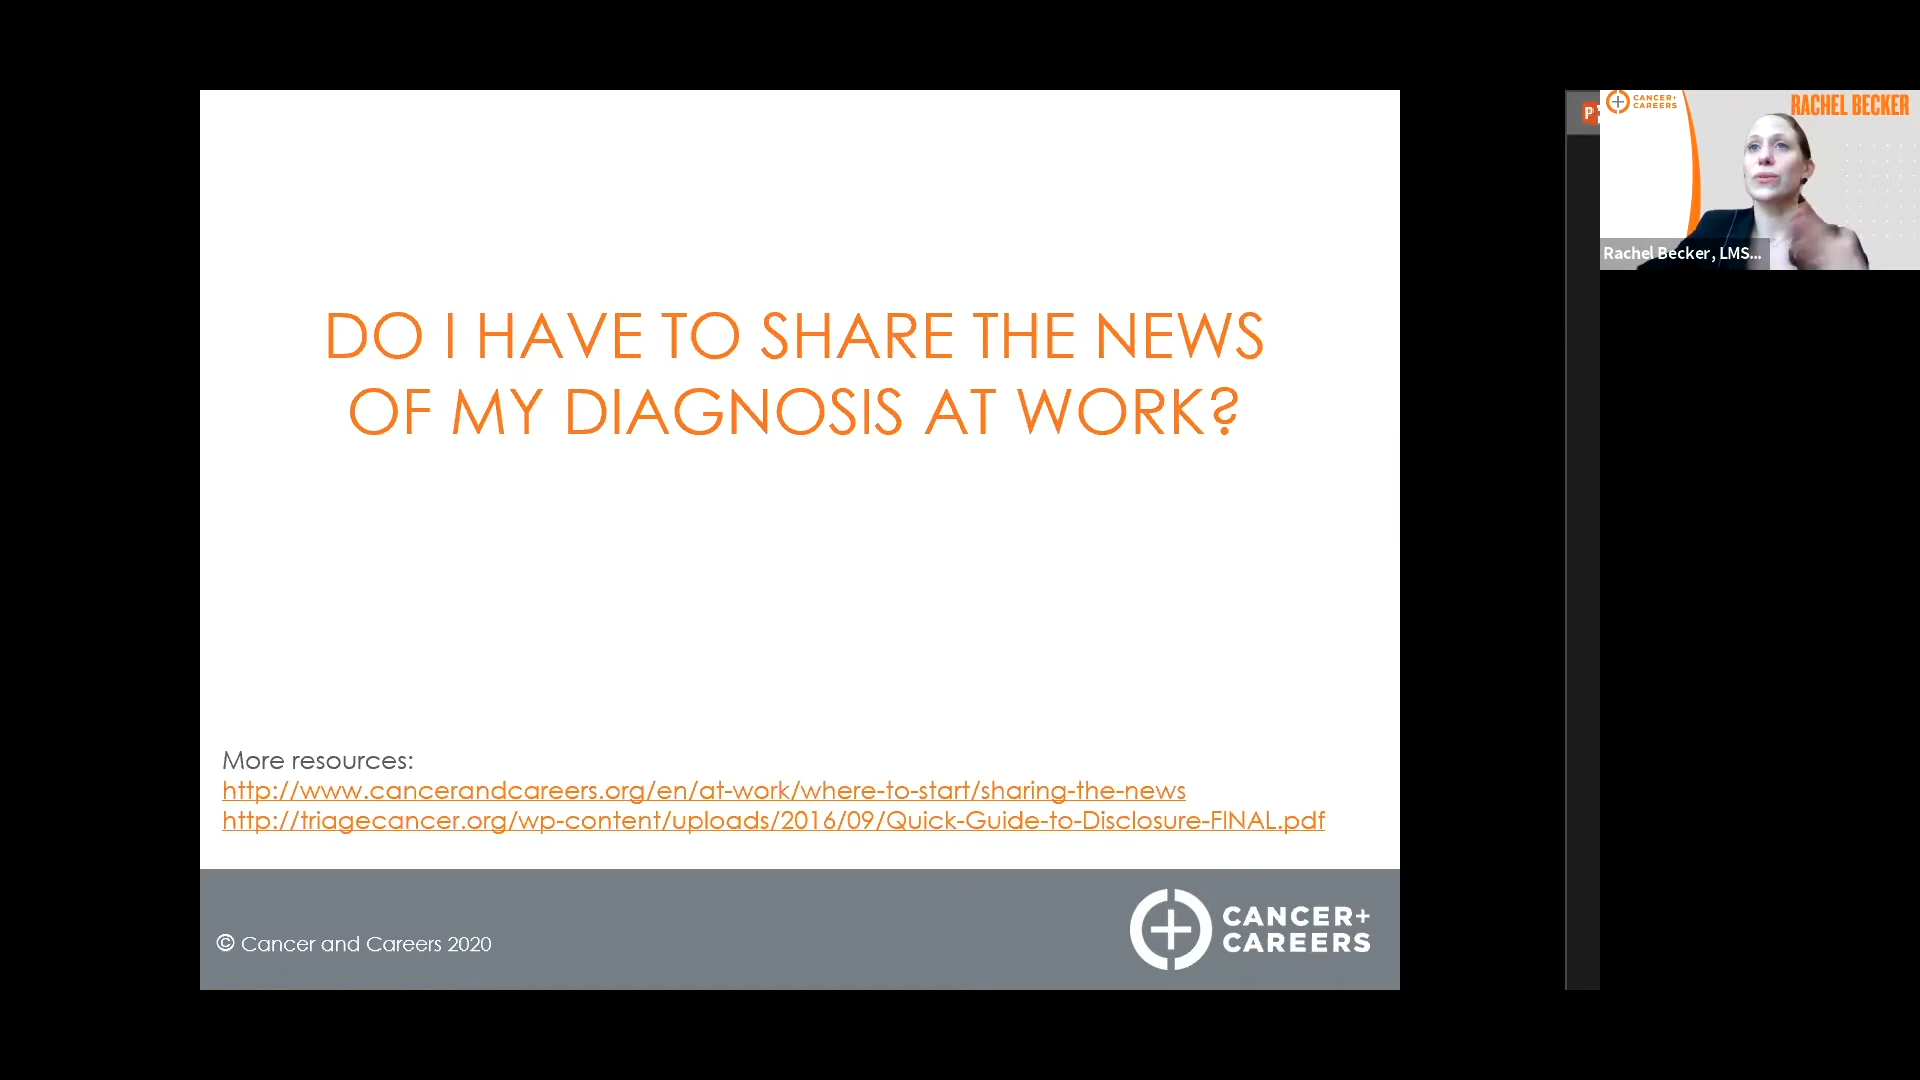 DO I HAVE TO SHARE THE NEWS
OF MY DIAGNOSIS AT WORK?
More resources:
http://www.cancerandcareers.org/en/at-work/where-to-start/sharing-the-news
http://triagecancer.org/wp-content/uploads/2016/09/Quick-Guide-to-Disclosure-FINAL.pdf
© Cancer and Careers 2020
CANCER+
CAREERS
CANCER+
CAREERS
RACHEL BECKER
Rachel Becker, LMS...